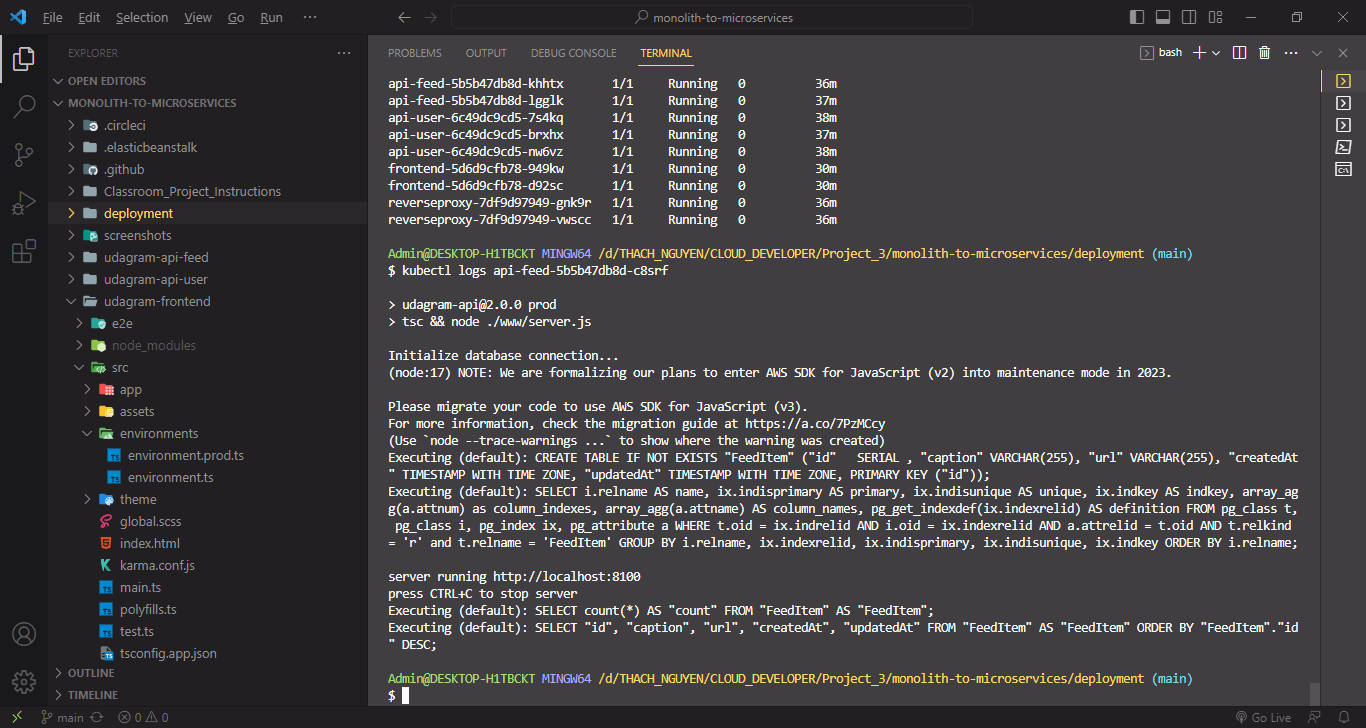 File Edit Selection View Go Run ···
monolith-to-microservices
EXPLORER
OPEN EDITORS
MONOLITH-TO-MICROSERVICES
.circleci
.elasticbeanstalk
.github
Classroom_Project_Instructions
deployment
screenshots
udagram-api-feed
udagram-api-user
udagram-frontend
e2e
node_modules
src
app
assets
environments
environment.prod.ts
environment.ts
theme
global.scss
index.html
karma.conf.js
main.ts
polyfills.ts
test.ts
tsconfig.app.json
OUTLINE
TIMELINE
PROBLEMS OUTPUT DEBUG CONSOLE TERMINAL
bash
api-feed-5b5b47db8d-khhtx 1/1 Running 0 36m
api-feed-5b5b47db8d-lgglk 1/1 Running 0 37m
api-user-6c49dc9cd5-7s4kq 1/1 Running 0 38m
api-user-6c49dc9cd5-brxhx 1/1 Running 0 37m
api-user-6c49dc9cd5-nw6vz 1/1 Running 0 38m
frontend-5d6d9cfb78-949kw 1/1 Running 0 30m
frontend-5d6d9cfb78-d92sc 1/1 Running 0 30m
reverseproxy-7df9d97949-gnk9r 1/1 Running 0 36m
reverseproxy-7df9d97949-vwscc 1/1 Running 0 36m
Admin@DESKTOP-H1TBCKT MINGW64 /d/THACH_NGUYEN/CLOUD_DEVELOPER/Project_3/monolith-to-microservices/deployment (main)
$ kubectl logs api-feed-5b5b47db8d-c8srf
> udagram-api@2.0.0 prod
> tsc && node ./www/server.js
Initialize database connection...
(node:17) NOTE: We are formalizing our plans to enter AWS SDK for JavaScript (v2) into maintenance mode in 2023.
Please migrate your code to use AWS SDK for JavaScript (v3).
For more information, check the migration guide at https://a.co/7PzMCcy
(Use `node --trace-warnings ...` to show where the warning was created)
Executing (default): CREATE TABLE IF NOT EXISTS "FeedItem" ("id"   SERIAL , "caption" VARCHAR(255), "url" VARCHAR(255), "createdAt
" TIMESTAMP WITH TIME ZONE, "updatedAt" TIMESTAMP WITH TIME ZONE, PRIMARY KEY ("id"));
Executing (default): SELECT i.relname AS name, ix.indisprimary AS primary, ix.indisunique AS unique, ix.indkey AS indkey, array_ag
g(a.attnum) as column_indexes, array_agg(a.attname) AS column_names, pg_get_indexdef(ix.indexrelid) AS definition FROM pg_class t,
pg_class i, pg_index ix, pg_attribute a WHERE t.oid = ix.indrelid AND i.oid = ix.indexrelid AND a.attrelid = t.oid AND t.relkind
= 'r' and t.relname = 'FeedItem' GROUP BY i.relname, ix.indexrelid, ix.indisprimary, ix.indisunique, ix.indkey ORDER BY i.relname;
server running http://localhost:8100
press CTRL+C to stop server
Executing (default): SELECT count(*) AS "count" FROM "FeedItem" AS "FeedItem";
Executing (default): SELECT "id", "caption", "url", "createdAt", "updatedAt" FROM "FeedItem" AS "FeedItem" ORDER BY "FeedItem"."id
" DESC;
Admin@DESKTOP-H1TBCKT MINGW64 /d/THACH_NGUYEN/CLOUD_DEVELOPER/Project_3/monolith-to-microservices/deployment (main)
$
main 0 0 Go Live